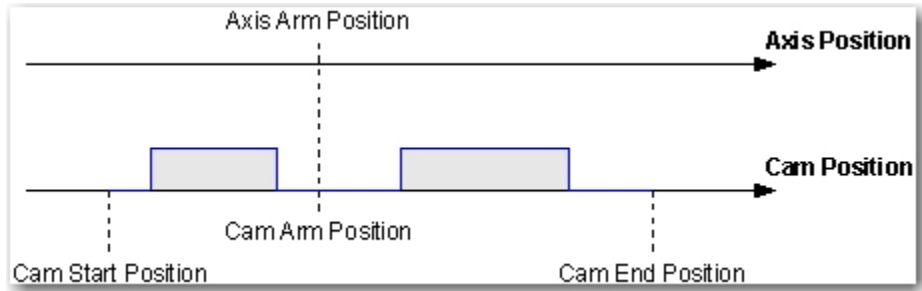 Axis Arm Position
Axis Position
Cam Position
Cam Arm Position
Cam Start Position
Cam End Position